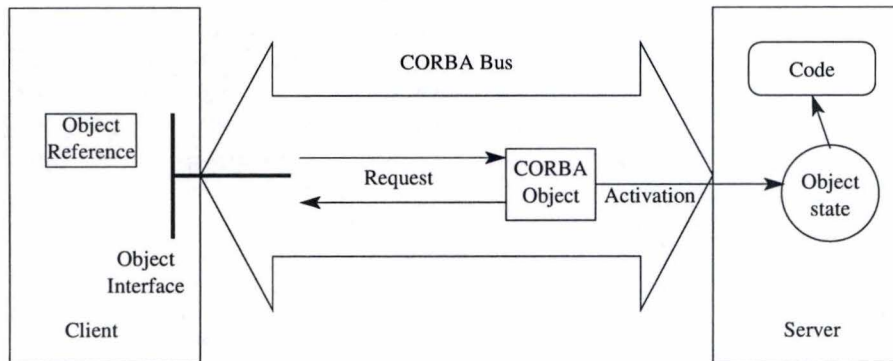 CORBA Bus
Code
Object
Reference
Request
CORBA
Object
Activation
Object
state
Object
Interface
Client
Server